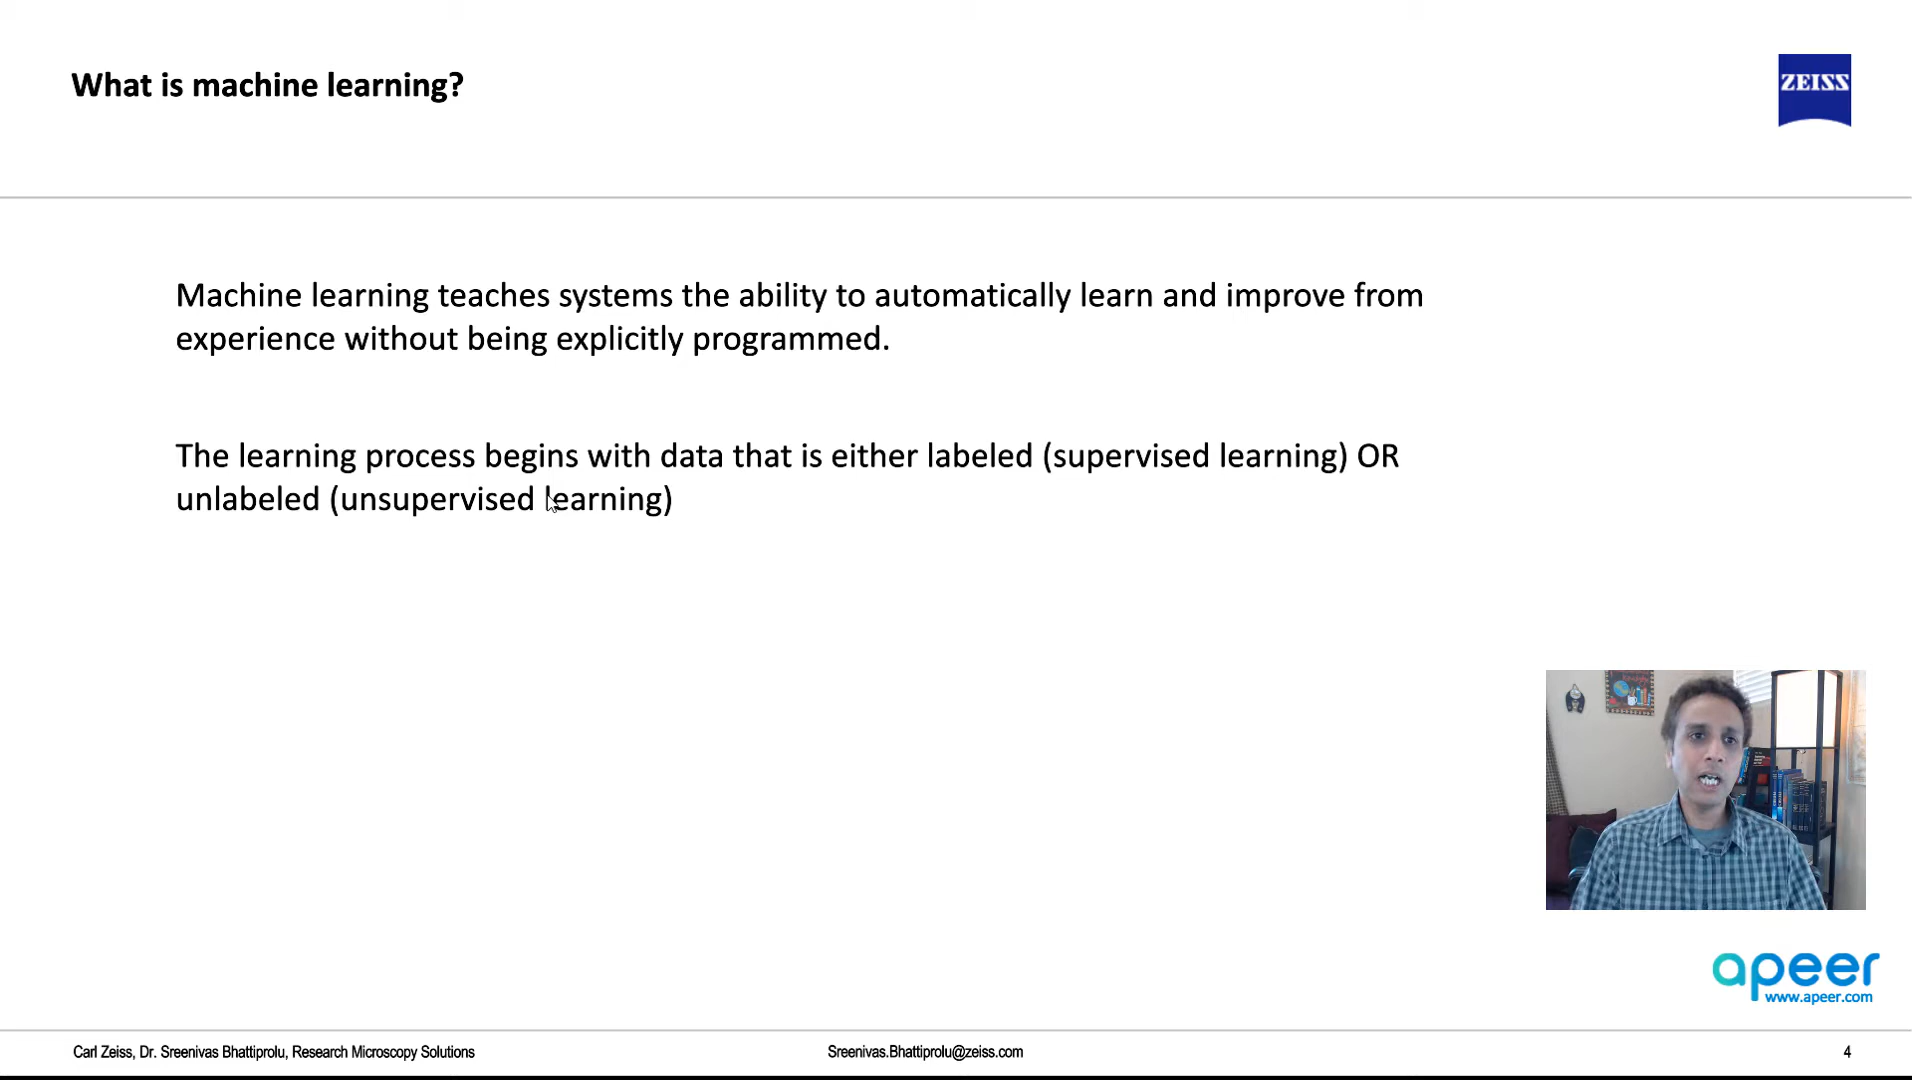 What is machine learning?
ZEISS
Machine learning teaches systems the ability to automatically learn and improve from
experience without being explicitly programmed.
The learning process begins with data that is either labeled (supervised learning) OR
unlabeled (unsupervised learning)
apeer
www.apeer.com
Carl Zeiss, Dr. Sreenivas Bhattiprolu, Research Microscopy Solutions
Sreenivas.Bhattiprolu@zeiss.com
4